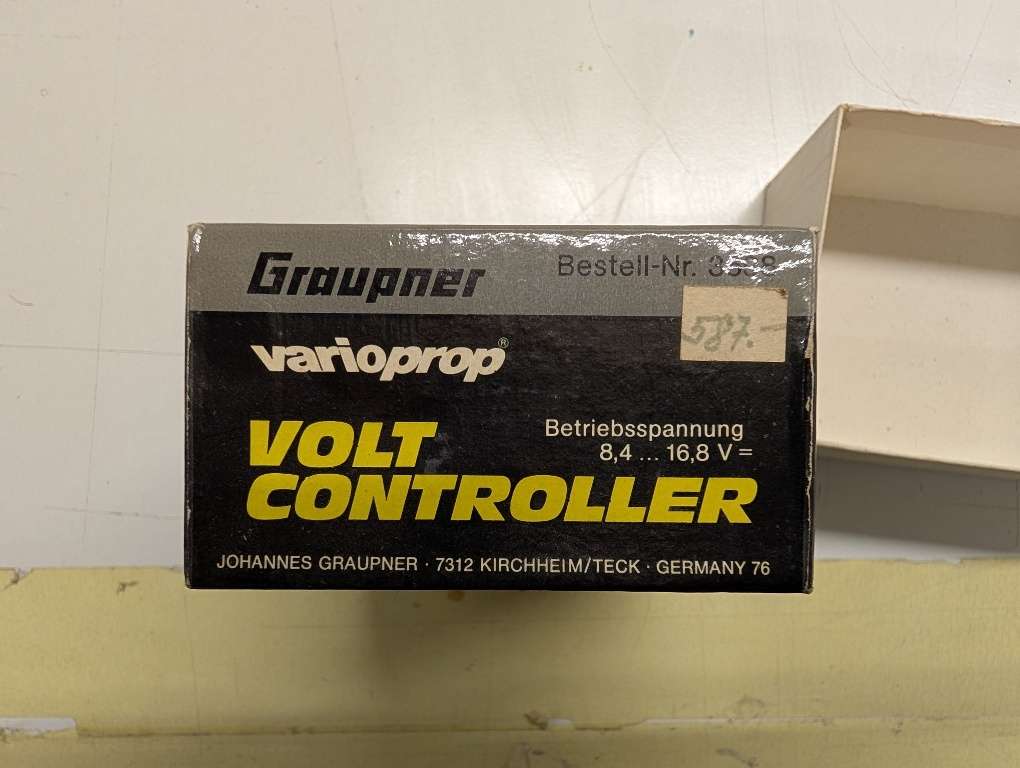 Graupner
Bestell-Nr.
587.—
varioprop®
VOLT
CONTROLLER
Betriebsspannung
8,4 ... 16,8 V =
JOHANNES GRAUPNER · 7312 KIRCHHEIM/TECK · GERMANY 76